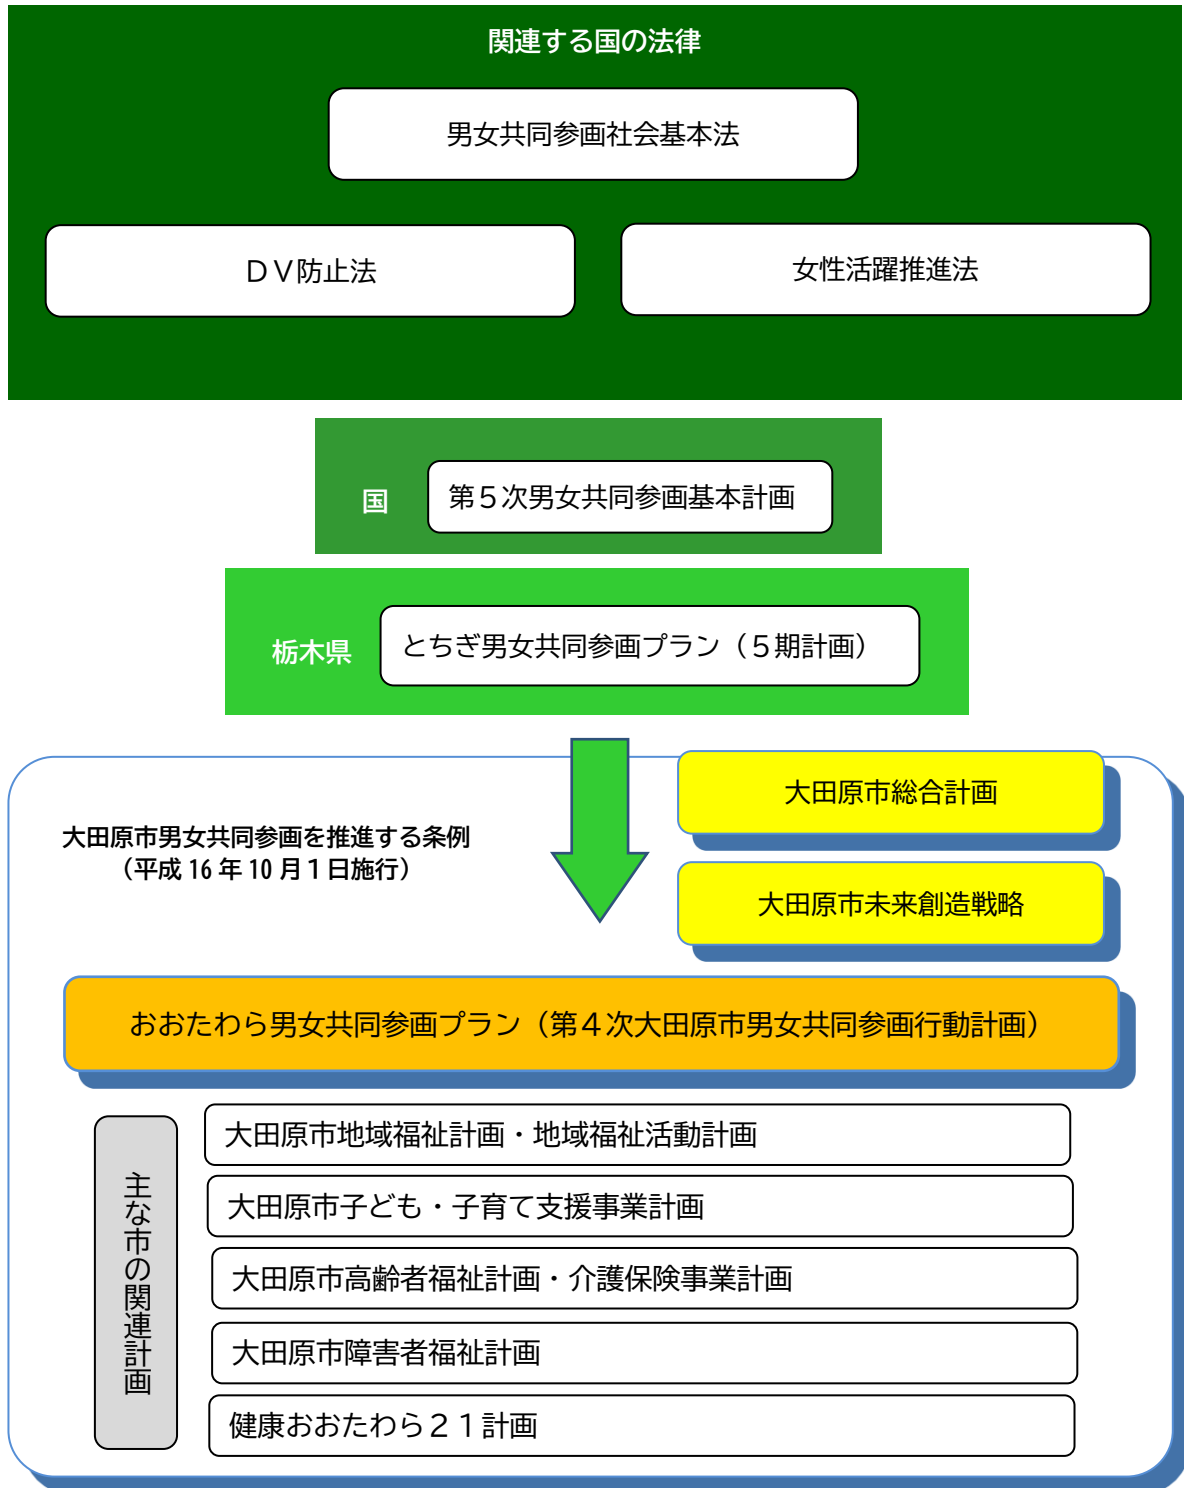 関連する国の法律
男女共同参画社会基本法
ＤＶ防止法
女性活躍推進法
国
第５次男女共同参画基本計画
栃木県
とちぎ男女共同参画プラン（５期計画）
大田原市総合計画
大田原市男女共同参画を推進する条例
（平成 16 年 10 月１日施行）
大田原市未来創造戦略
おおたわら男女共同参画プラン（第４次大田原市男女共同参画行動計画）
主な市の関連計画
大田原市地域福祉計画・地域福祉活動計画
大田原市子ども・子育て支援事業計画
大田原市高齢者福祉計画・介護保険事業計画
大田原市障害者福祉計画
健康おおたわら２１計画